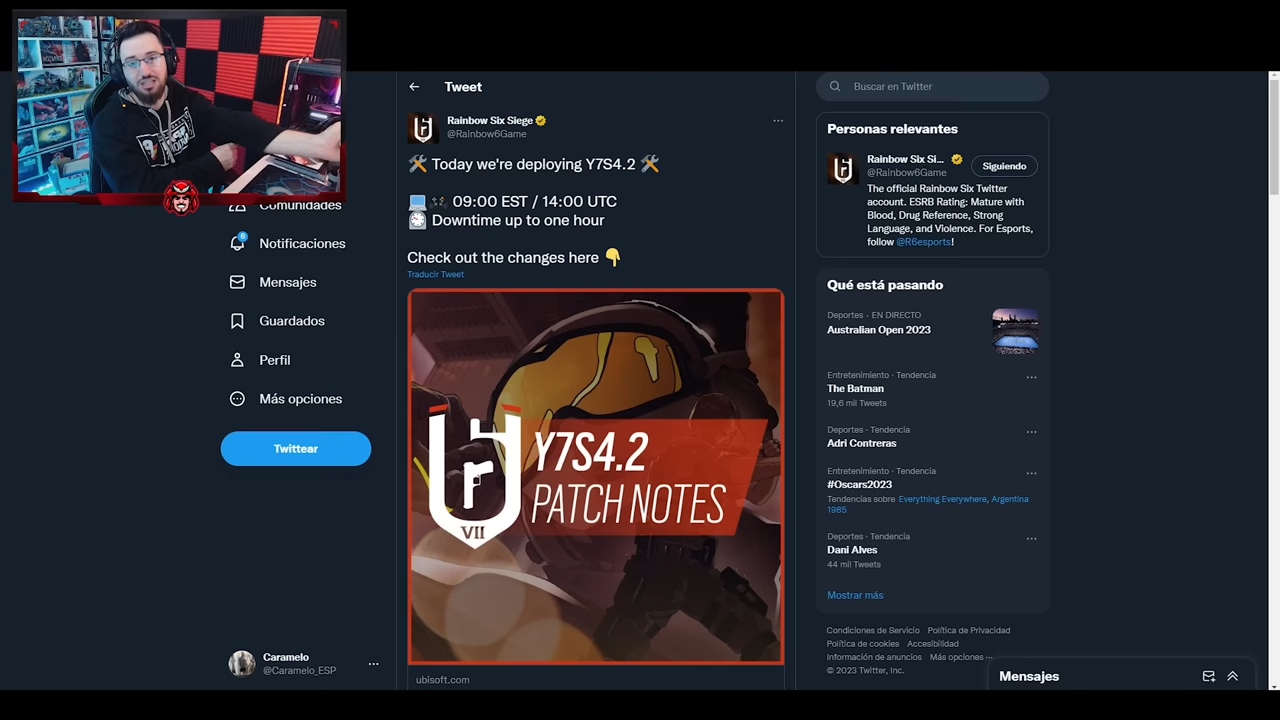 Comunidades
6
Notificaciones
Mensajes
Guardados
Perfil
Más opciones
Twittear
Caramelo
@Caramelo_ESP
Tweet
Rainbow Six Siege
@Rainbow6Game
🛠 Today we're deploying Y7S4.2 🛠
09:00 EST / 14:00 UTC
Downtime up to one hour
Check out the changes here 👇
Traducir Tweet
Y7S4.2
PATCH NOTES
VII
ubisoft.com
Buscar en Twitter
Personas relevantes
Rainbow Six Si...
@Rainbow6Game
Siguiendo
The official Rainbow Six Twitter
account. ESRB Rating: Mature with
Blood, Drug Reference, Strong
Language, and Violence. For Esports,
follow @R6esports!
Qué está pasando
Deportes · EN DIRECTO
Australian Open 2023
Entretenimiento · Tendencia
The Batman
19,6 mil Tweets
Deportes · Tendencia
Adri Contreras
Entretenimiento · Tendencia
#Oscars2023
Tendencias sobre Everything Everywhere, Argentina
1985
Deportes · Tendencia
Dani Alves
44 mil Tweets
Mostrar más
Condiciones de Servicio Política de Privacidad
Política de cookies Accesibilidad
Información de anuncios Más opciones ···
© 2023 Twitter, Inc.
Mensajes